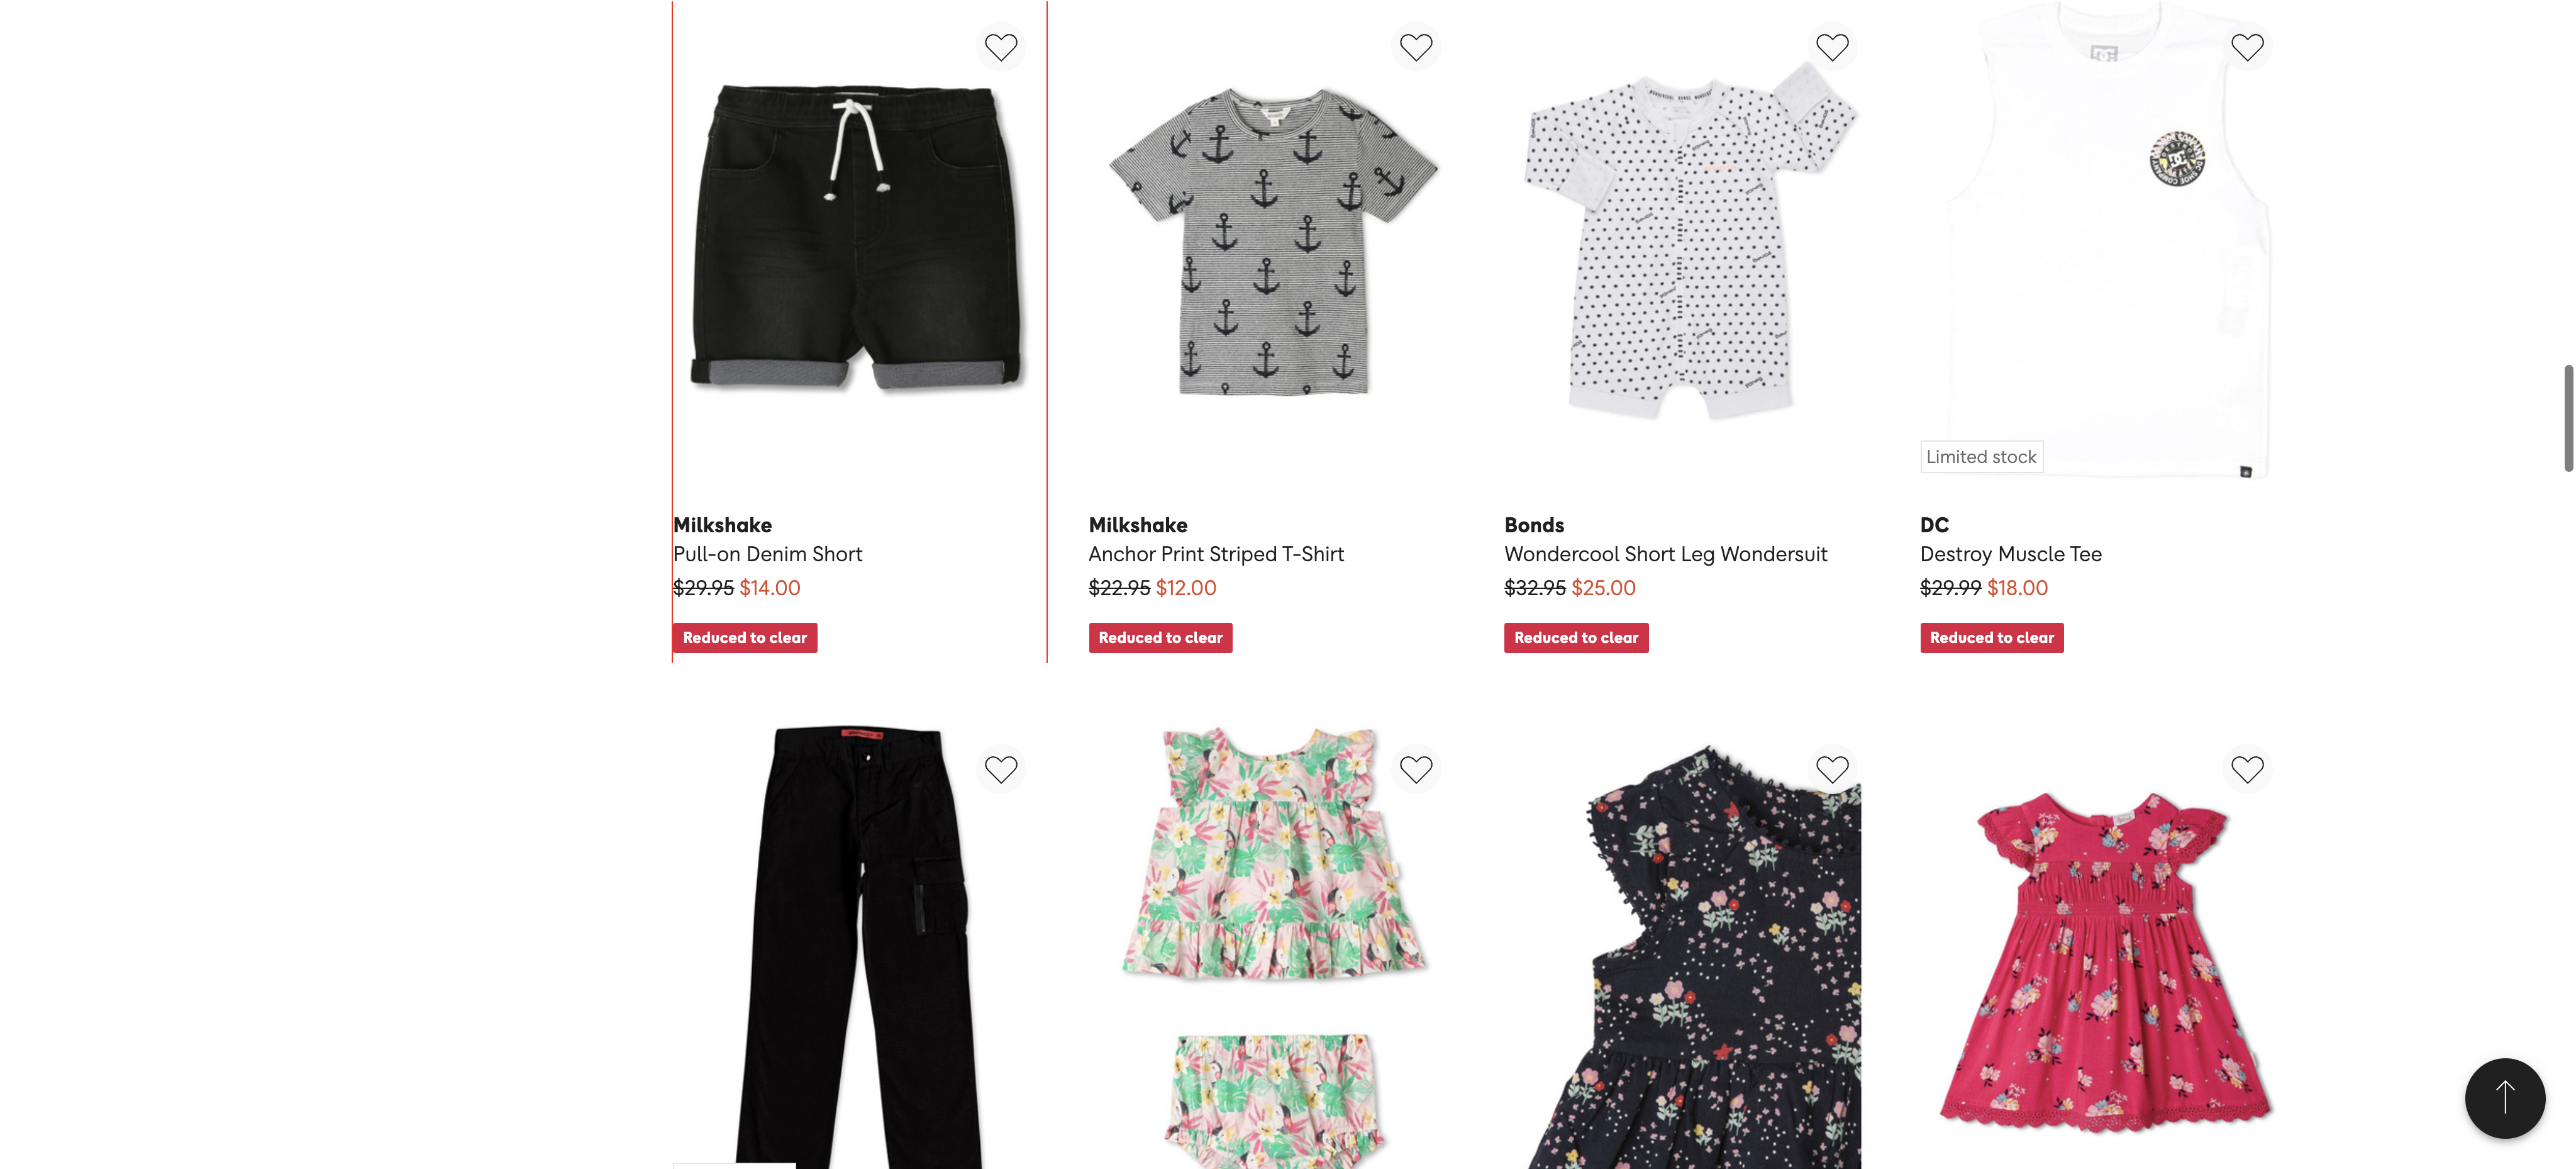 Limited stock
Milkshake
Pull-on Denim Short
$29.95 $14.00
Reduced to clear
Milkshake
Anchor Print Striped T-Shirt
$22.95 $12.00
Reduced to clear
Bonds
Wondercool Short Leg Wondersuit
$32.95 $25.00
Reduced to clear
DC
Destroy Muscle Tee
$29.99 $18.00
Reduced to clear